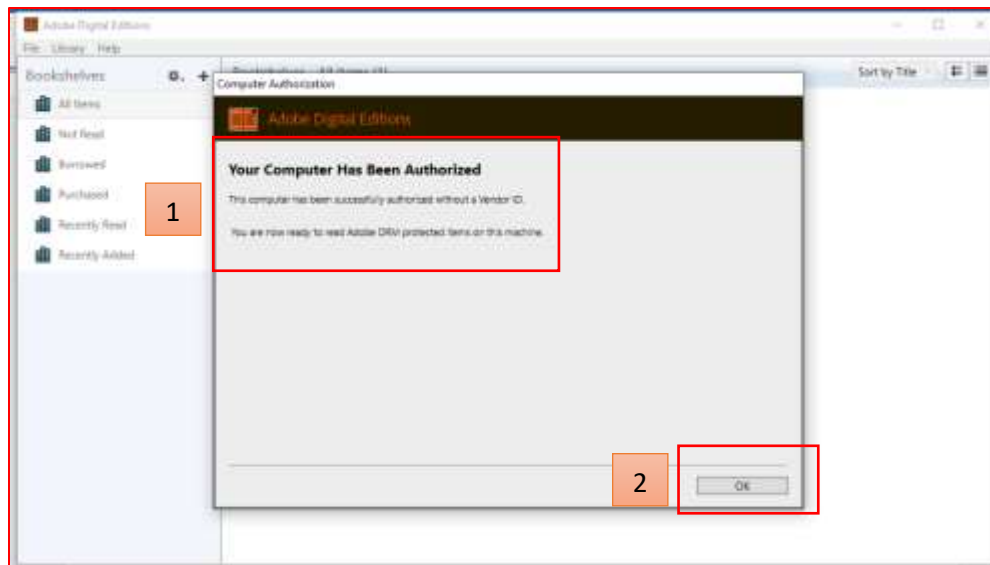 Adobe Digital Editions
File Library Help
Bookshelves
Sort by Title
All Items
Not Read
Borrowed
Purchased
Recently Read
Recently Added
Computer Authorization
Adobe Digital Editions
Your Computer Has Been Authorized
This computer has been successfully authorized without a Vendor ID.
You are now ready to read Adobe DRM protected items on this machine.
1
2
OK